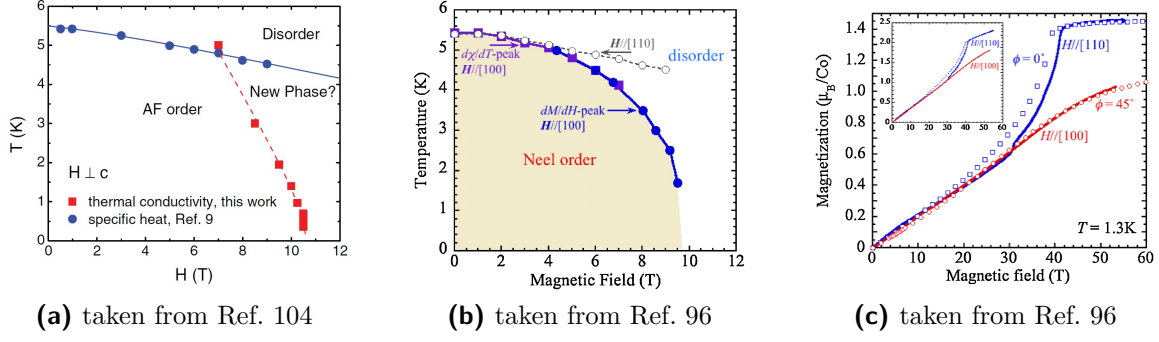 6
5
4
3
2
1
0
T (K)
0
2
4
6
8
10
12
H (T)
Disorder
New Phase?
AF order
H ⊥ c
thermal conductivity, this work
specific heat, Ref. 9
(a) taken from Ref. 104
6
5
4
3
2
1
0
Temperature (K)
0
2
4
6
8
10
12
Magnetic Field (T)
H//[110]
dχ/dT-peak
H//[100]
disorder
dM/dH-peak
H//[100]
Neel order
(b) taken from Ref. 96
1.4
1.2
1.0
0.8
0.6
0.4
0.2
0
Magnetization (μB/Co)
0
10
20
30
40
50
60
Magnetic field (T)
2.5
2.0
1.5
1.0
0.5
0.0
0
10
20
30
40
50
60
H//[110]
H//[100]
ϕ = 0°
H//[110]
ϕ = 45°
H//[100]
T = 1.3K
(c) taken from Ref. 96